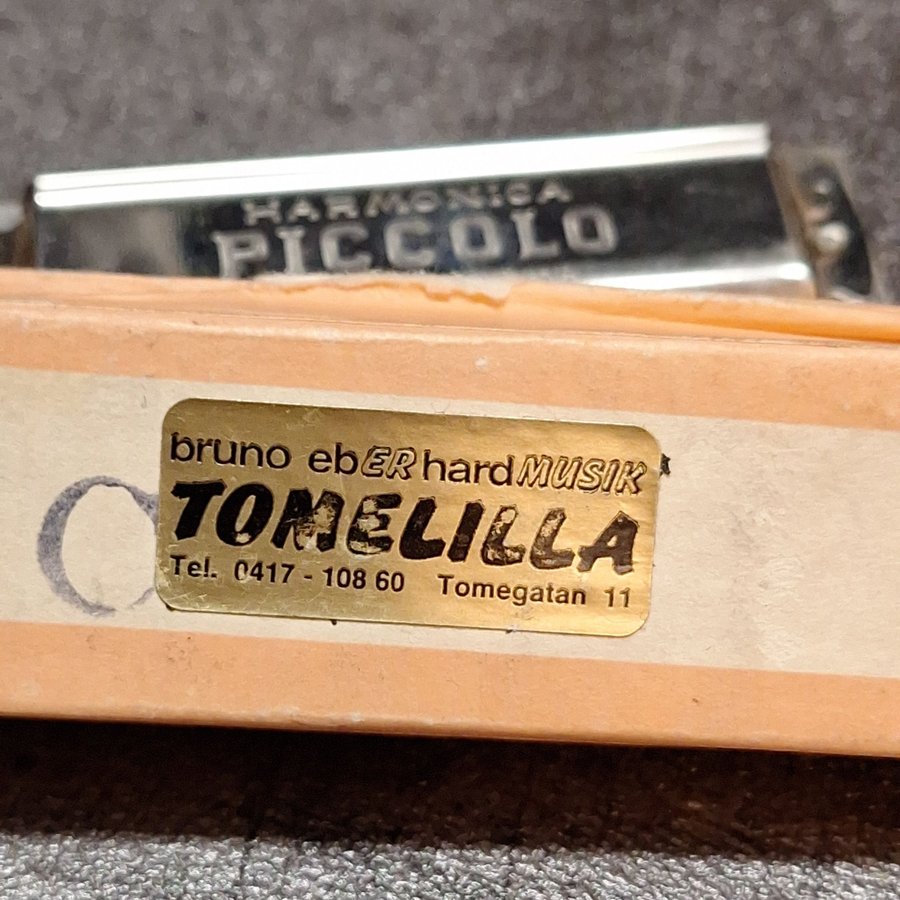 HARMONICA
PICCOLO
C
bruno ebERhardMUSIK
TOMELILLA
Tel. 0417 - 108 60 Tomegatan 11